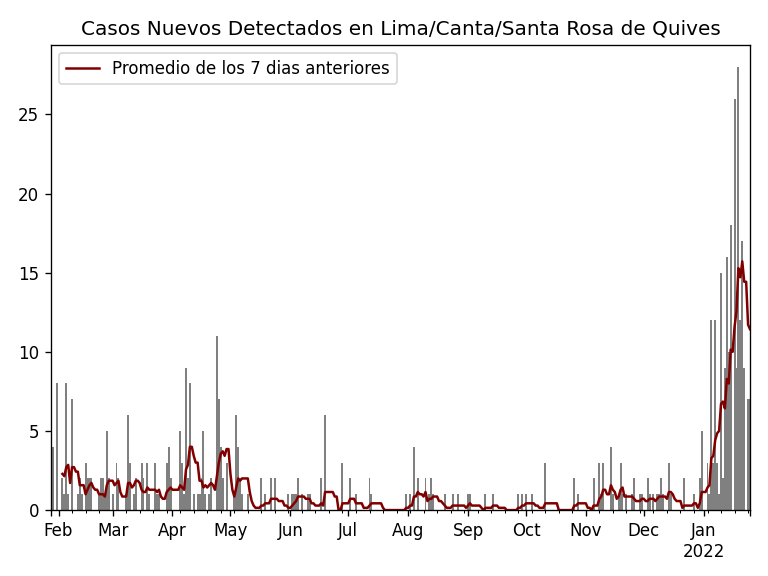 Casos Nuevos Detectados en Lima/Canta/Santa Rosa de Quives
Promedio de los 7 dias anteriores
25
20
15
10
5
0
Feb Mar Apr May Jun Jul Aug Sep Oct Nov Dec Jan
2022